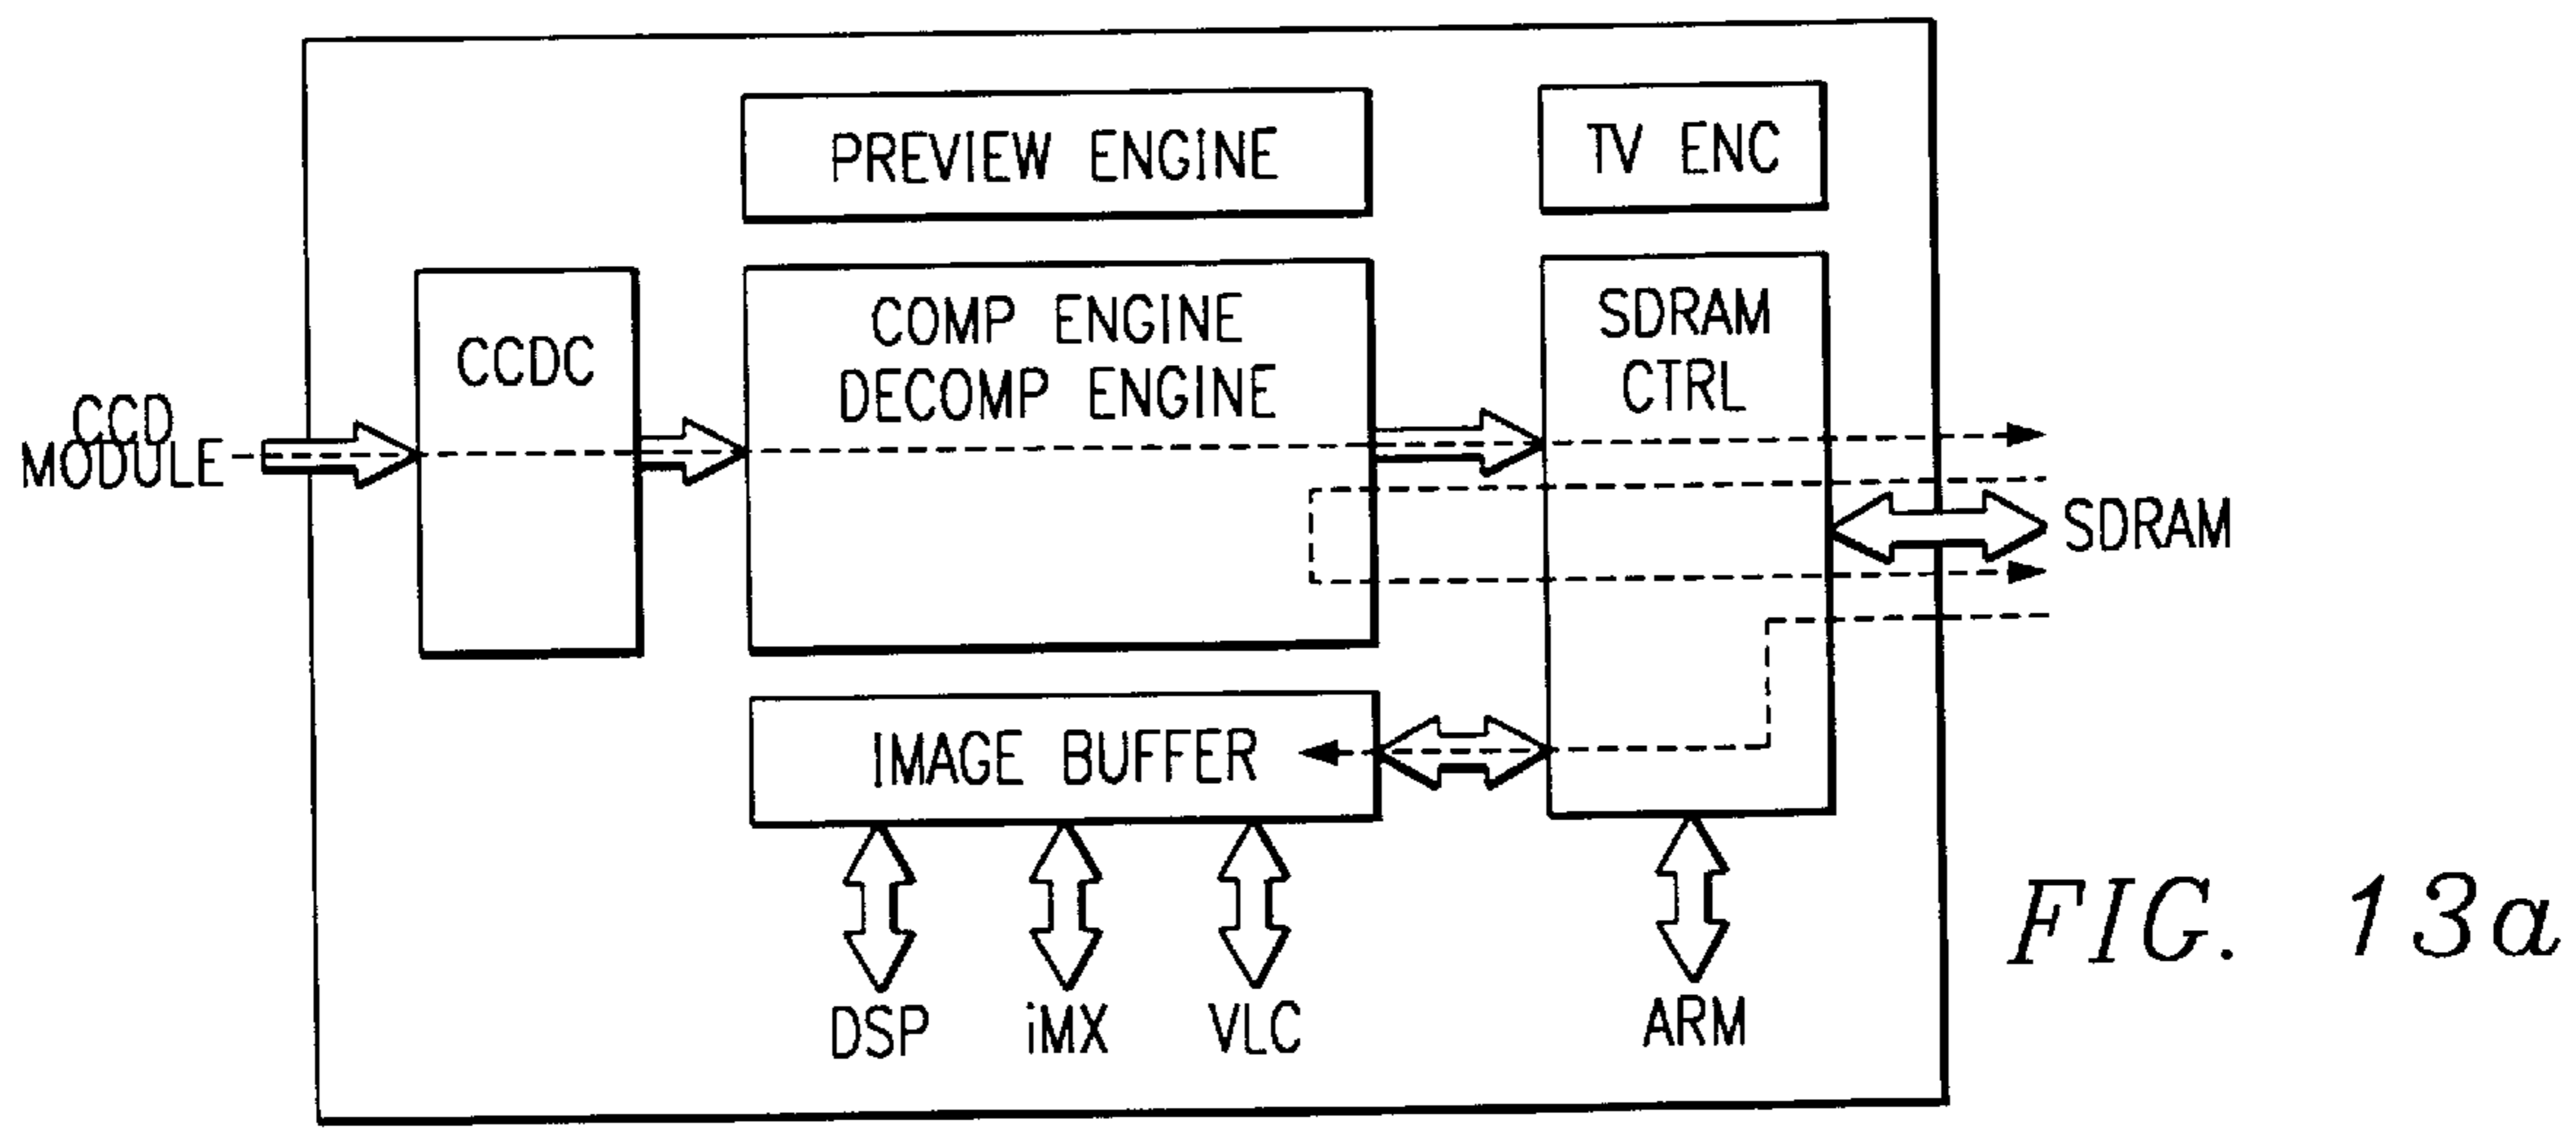 PREVIEW ENGINE
TV ENC
CCDC
COMP ENGINE
DECOMP ENGINE
SDRAM
CTRL
CCD
MODULE
SDRAM
IMAGE BUFFER
DSP
iMX
VLC
ARM
FIG. 13a